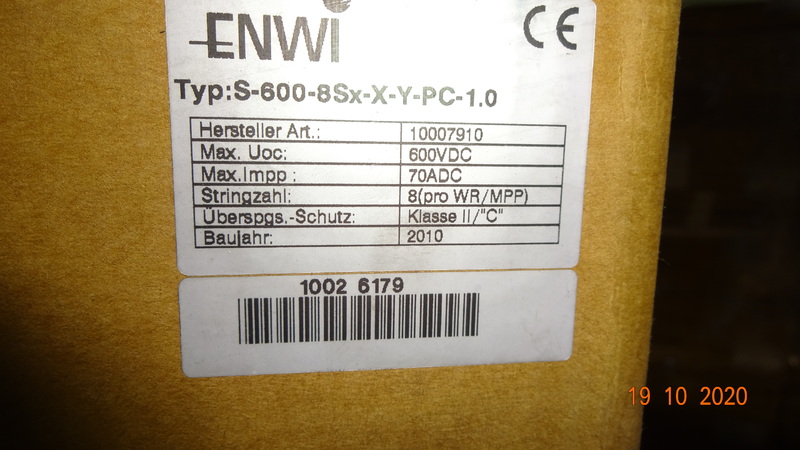 ENWi
CE
Typ:S-600-8Sx-X-Y-PC-1.0
Hersteller Art.: 10007910
Max. Uoc: 600VDC
Max.Impp : 70ADC
Stringzahl: 8(pro WR/MPP)
Überspgs.-Schutz: Klasse II/"C"
Baujahr: 2010
1002 6179
19 10 2020